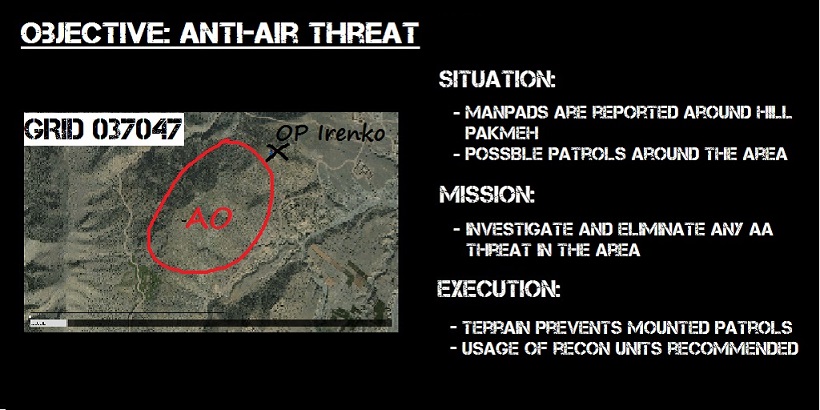 OBJECTIVE: ANTI-AIR THREAT
SITUATION:
- MANPADS ARE REPORTED AROUND HILL
PAKMEH
- POSSBLE PATROLS AROUND THE AREA
MISSION:
- INVESTIGATE AND ELIMINATE ANY AA
THREAT IN THE AREA
EXECUTION:
- TERRAIN PREVENTS MOUNTED PATROLS
- USAGE OF RECON UNITS RECOMMENDED
GRID 037047
OP Irenko
AO